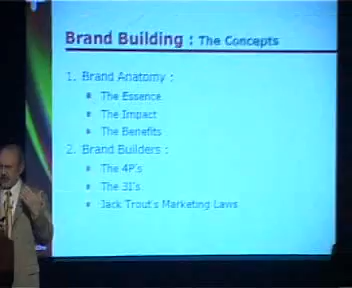 Brand Building : The Concepts
1. Brand Anatomy :
The Essence
The Impact
The Benefits
2. Brand Builders :
The 4P's
The 3I's
Jack Trout's Marketing Laws